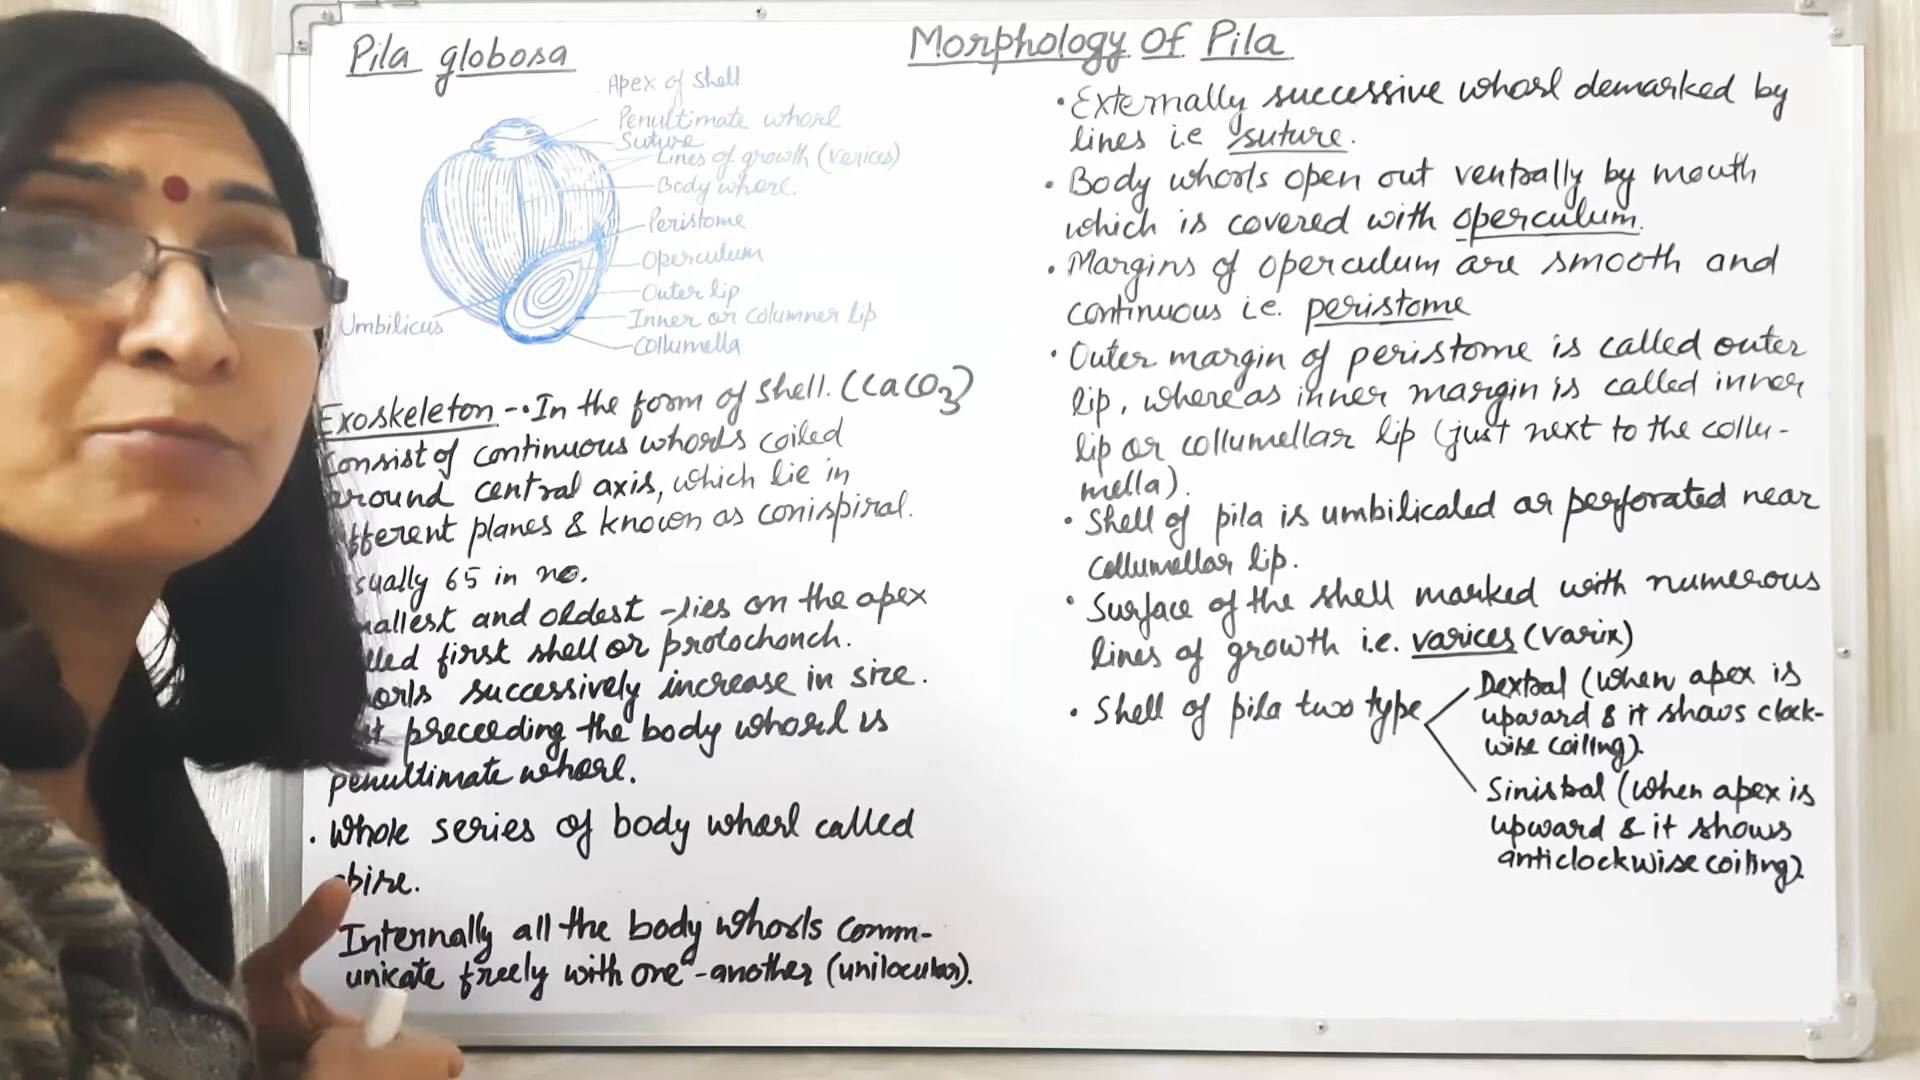 Pila globosa
Apex of shell
Penultimate whorl
Suture
Lines of growth (verices)
Body whorl.
Peristome
Operculum
Outer lip
Inner or columner lip
Collumella
Umbilicus
Exoskeleton -• In the form of shell. (CaCO3)
Consist of continuous whorls coiled
around central axis, which lie in
planes & known as conispiral.
65 in no.
and oldest - lies on the apex
first shell or protochonch.
successively increase in size.
preceeding the body whorl is
penultimate whorl.
• Whole series of body whorl called
Internally all the body whorls comm-
unicate freely with one-another (unilocular).
Morphology Of Pila
• Externally successive whorl demarked by
lines i.e suture.
• Body whorls open out ventrally by mouth
which is covered with operculum.
• Margins of operculum are smooth and
continuous i.e. peristome
• Outer margin of peristome is called outer
lip, where as inner margin is called inner
lip or collumellar lip (just next to the collu-
mella).
• Shell of pila is umbilicated or perforated near
collumellar lip.
• Surface of the shell marked with numerous
lines of growth i.e. varices (varix)
• Shell of pila two type
Dextral (when apex is
upward & it shows clock-
wise coiling).
Sinistral (when apex is
upward & it shows
anticlockwise coiling).